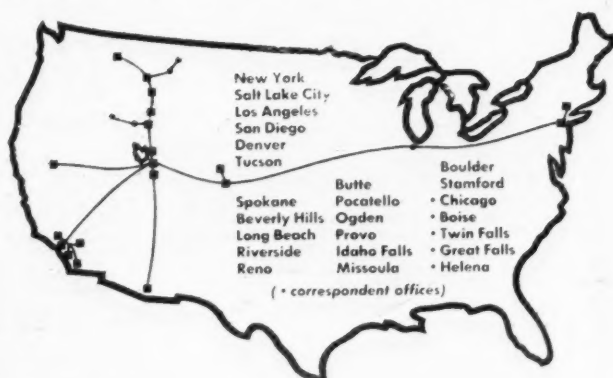 New York
Salt Lake City
Los Angeles
San Diego
Denver
Tucson
Spokane
Beverly Hills
Long Beach
Riverside
Reno
Butte
Pocatello
Ogden
Provo
Idaho Falls
Missoula
Boulder
Stamford
• Chicago
• Boise
• Twin Falls
• Great Falls
• Helena
(• correspondent offices)